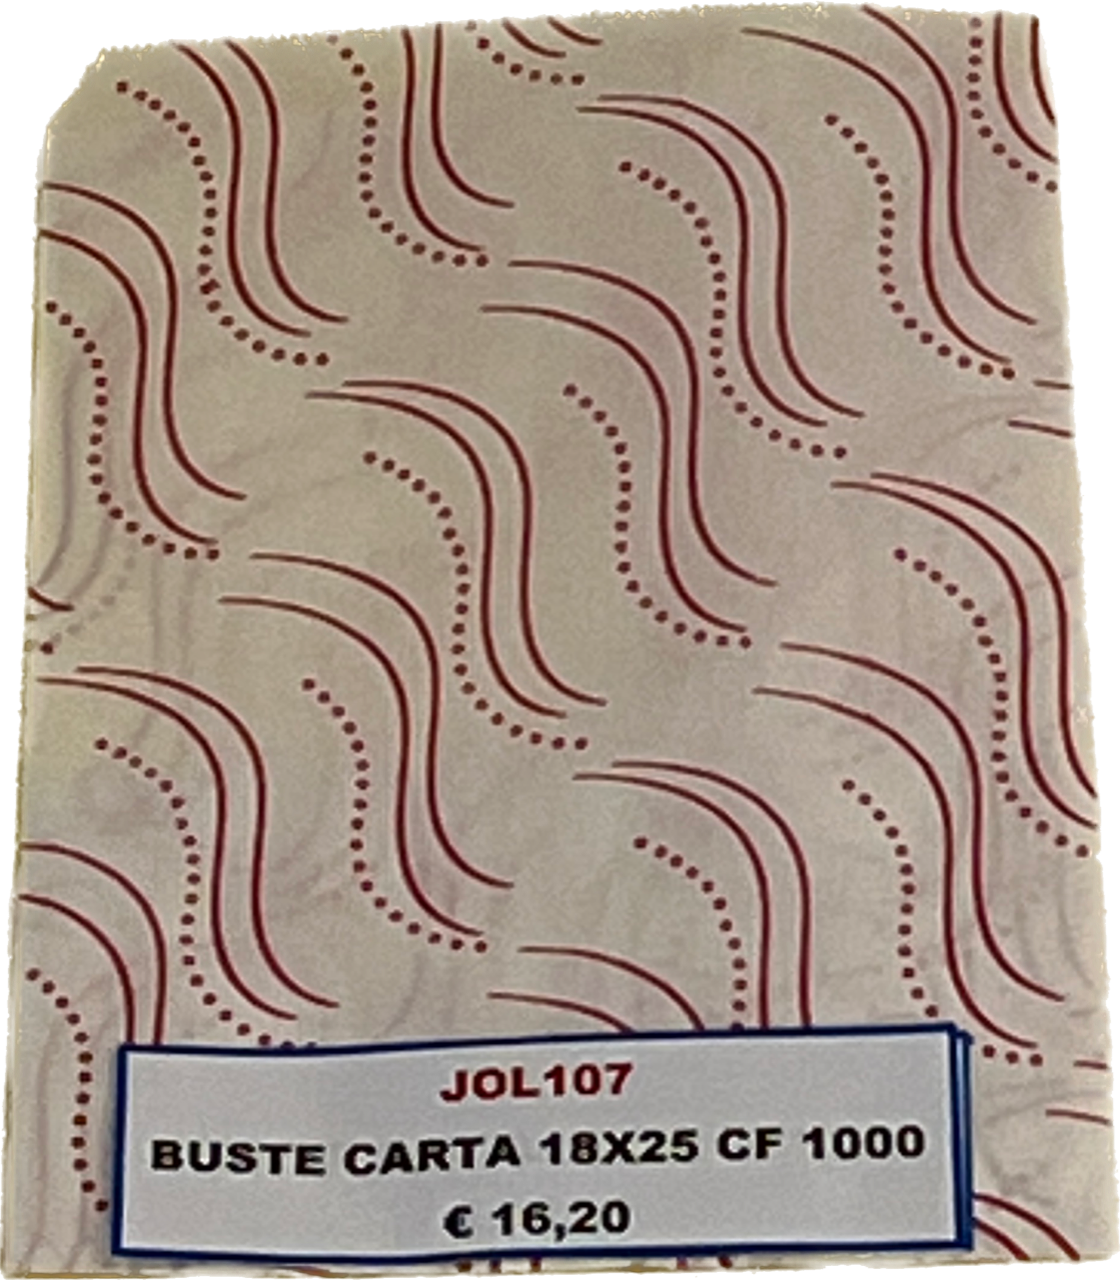 JOL107
BUSTE CARTA 18X25 CF 1000
€ 16,20